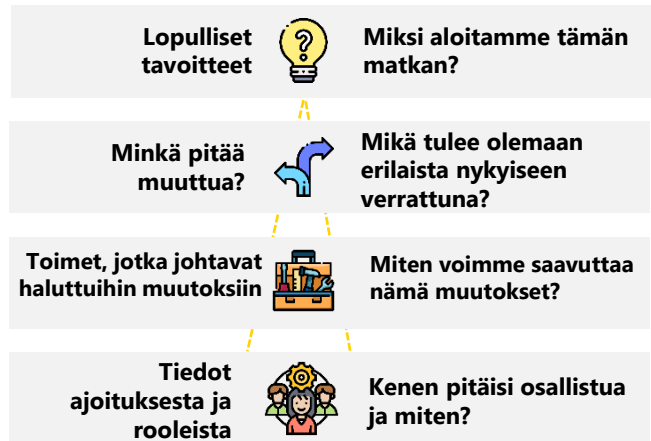 Lopulliset
tavoitteet
Miksi aloitamme tämän
matkan?
Minkä pitää
muuttua?
Mikä tulee olemaan
erilaista nykyiseen
verrattuna?
Toimet, jotka johtavat
haluttuihin muutoksiin
Miten voimme saavuttaa
nämä muutokset?
Tiedot
ajoituksesta ja
rooleista
Kenen pitäisi osallistua
ja miten?